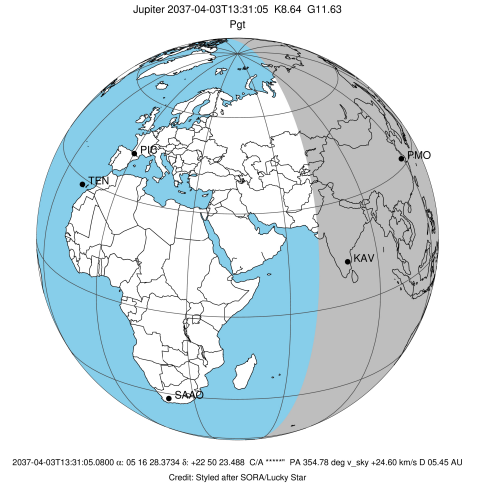 Jupiter 2037-04-03T13:31:05 K8.64 G11.63
Pgt
PIC
PMO
TEN
KAV
SAAO
2037-04-03T13:31:05.0800 α: 05 16 28.3734 δ: +22 50 23.488 C/A *****" PA 354.78 deg v_sky +24.60 km/s D 05.45 AU
Credit: Styled after SORA/Lucky Star